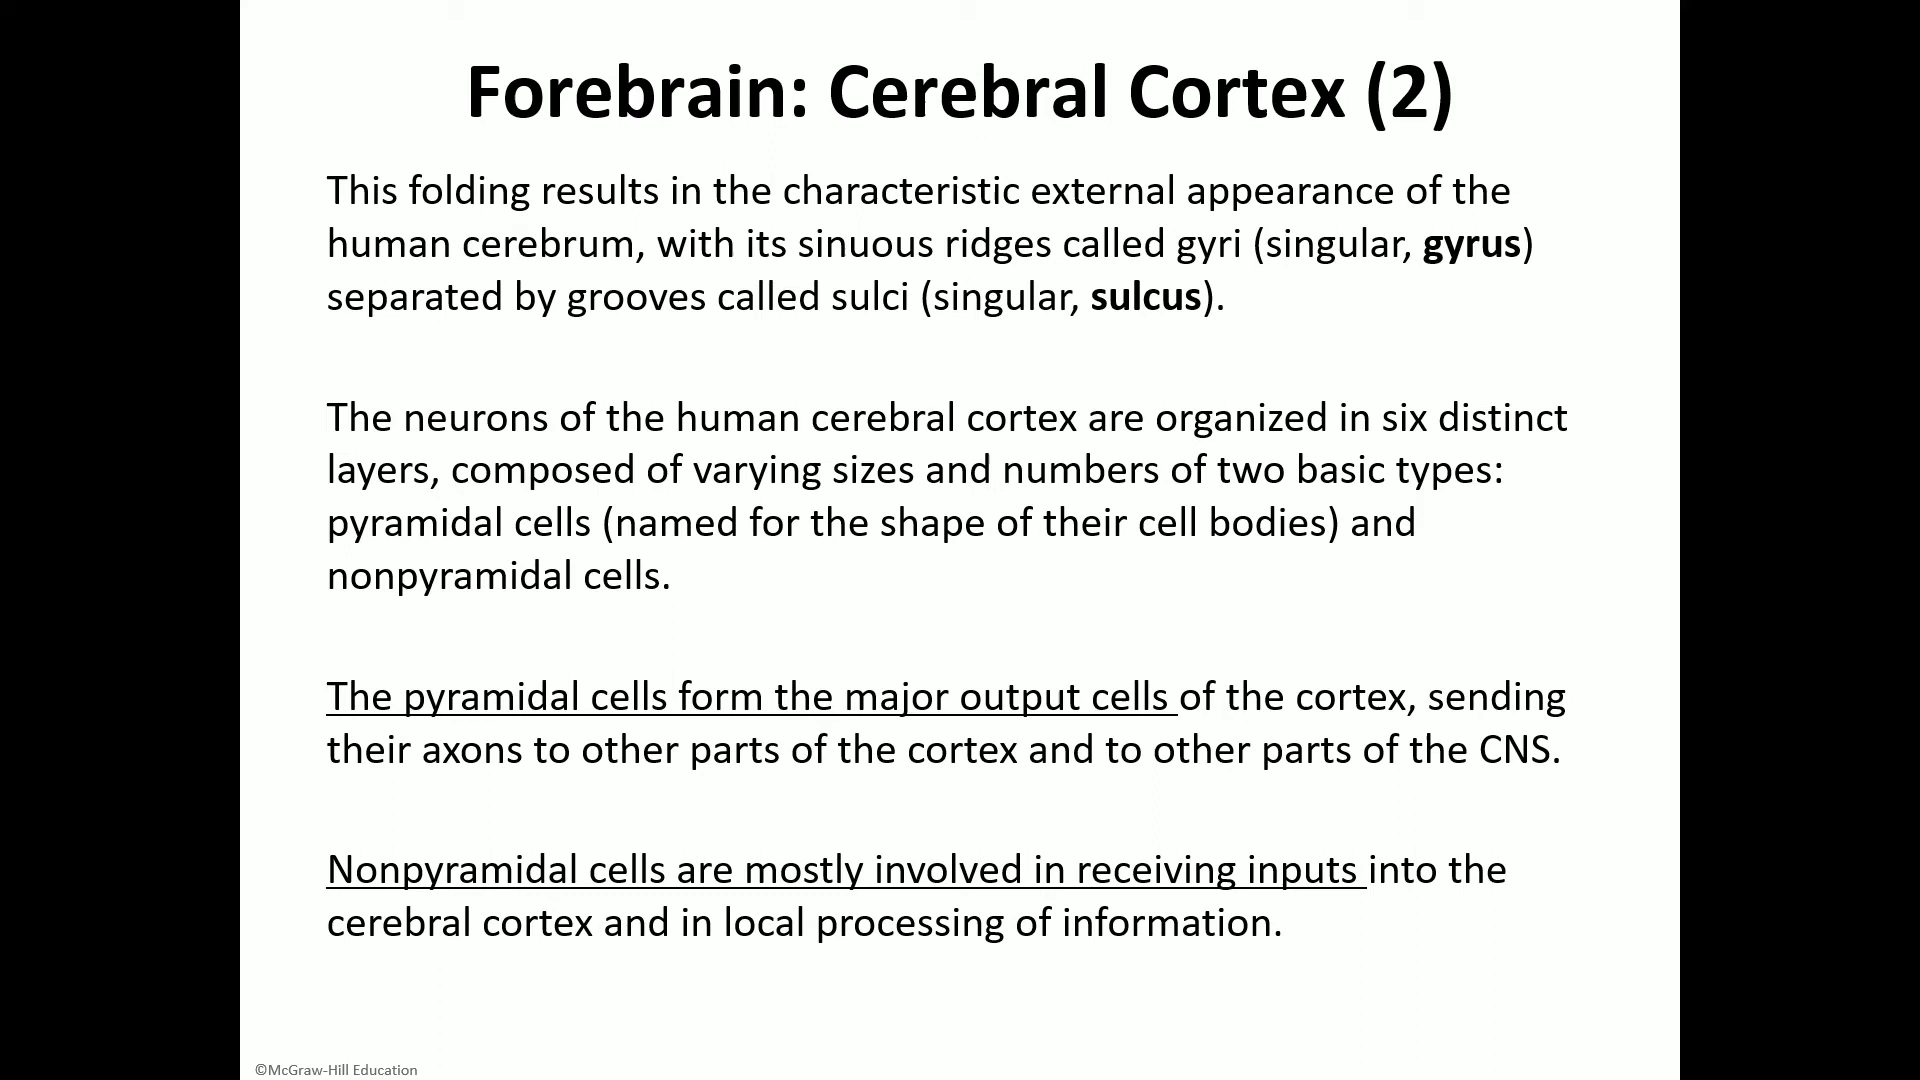 Forebrain: Cerebral Cortex (2)
This folding results in the characteristic external appearance of the
human cerebrum, with its sinuous ridges called gyri (singular, gyrus)
separated by grooves called sulci (singular, sulcus).
The neurons of the human cerebral cortex are organized in six distinct
layers, composed of varying sizes and numbers of two basic types:
pyramidal cells (named for the shape of their cell bodies) and
nonpyramidal cells.
The pyramidal cells form the major output cells of the cortex, sending
their axons to other parts of the cortex and to other parts of the CNS.
Nonpyramidal cells are mostly involved in receiving inputs into the
cerebral cortex and in local processing of information.
©McGraw-Hill Education